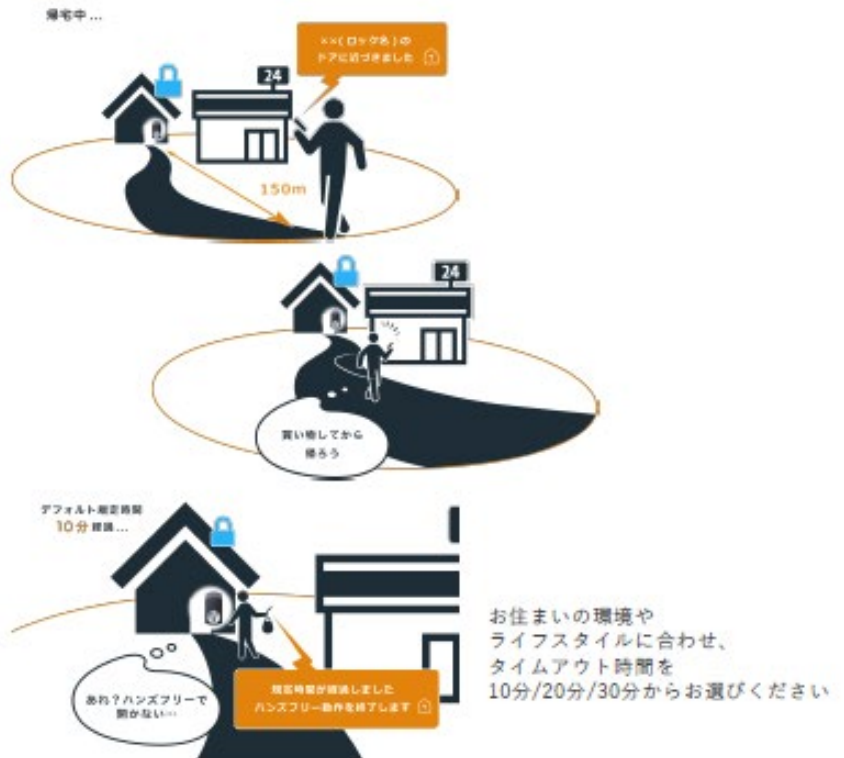 帰宅中...
××(ロック名)の
ドアに近づきました
24
150m
24
買い物してから
帰ろう
デフォルト規定時間
10分経過...
あれ?ハンズフリーで
開かない…
規定時間が経過しました
ハンズフリー動作を終了します
お住まいの環境や
ライフスタイルに合わせ、
タイムアウト時間を
10分/20分/30分からお選びください